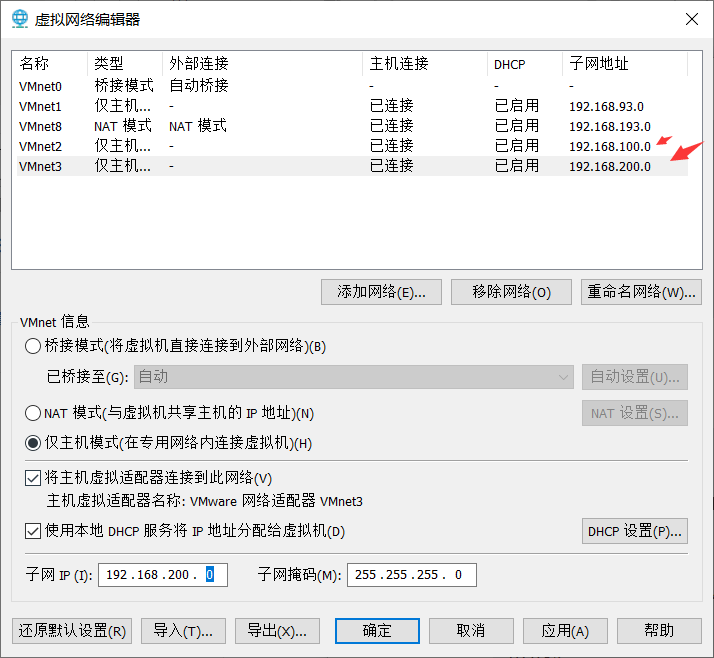 虚拟网络编辑器
名称 类型 外部连接 主机连接 DHCP 子网地址
VMnet0 桥接模式 自动桥接 - - -
VMnet1 仅主机... - 已连接 已启用 192.168.93.0
VMnet8 NAT 模式 NAT 模式 已连接 已启用 192.168.193.0
VMnet2 仅主机... - 已连接 已启用 192.168.100.0
VMnet3 仅主机... - 已连接 已启用 192.168.200.0
添加网络(E)... 移除网络(O) 重命名网络(W)...
VMnet 信息
桥接模式(将虚拟机直接连接到外部网络)(B)
已桥接至(G): 自动 自动设置(U)...
NAT 模式(与虚拟机共享主机的 IP 地址)(N) NAT 设置(S)...
仅主机模式(在专用网络内连接虚拟机)(H)
将主机虚拟适配器连接到此网络(V)
主机虚拟适配器名称: VMware 网络适配器 VMnet3
使用本地 DHCP 服务将 IP 地址分配给虚拟机(D) DHCP 设置(P)...
子网 IP (I): 192.168.200. 0 子网掩码(M): 255.255.255. 0
还原默认设置(R) 导入(T)... 导出(X)... 确定 取消 应用(A) 帮助